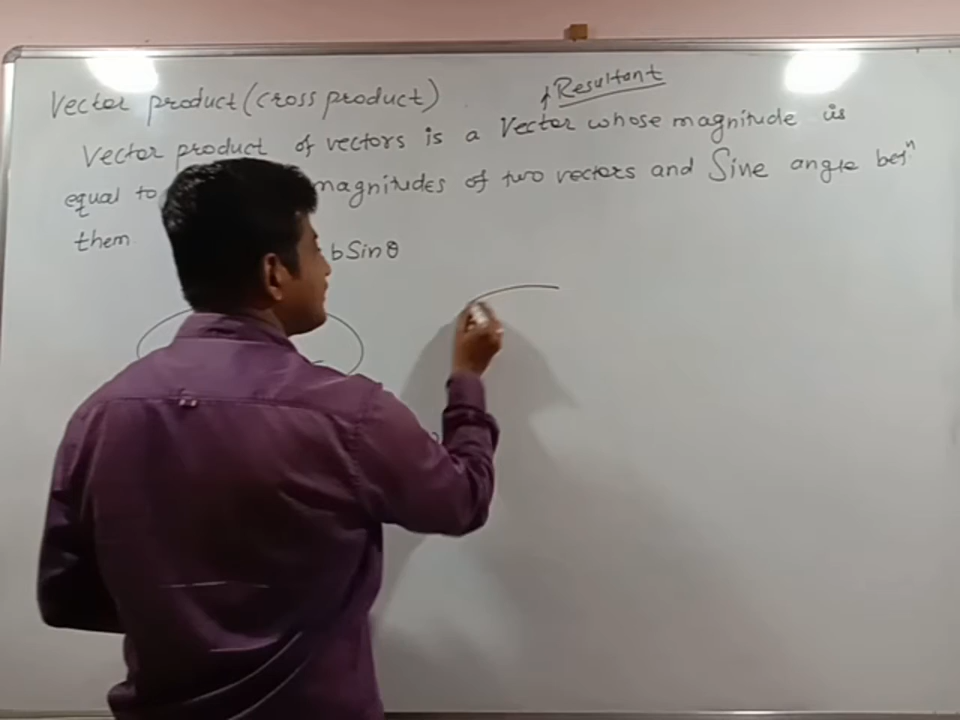 Vector product (cross product)
Resultant
Vector product of vectors is a Vector whose magnitude is
equal to magnitudes of two vectors and Sine angle betⁿ
them bSinθ